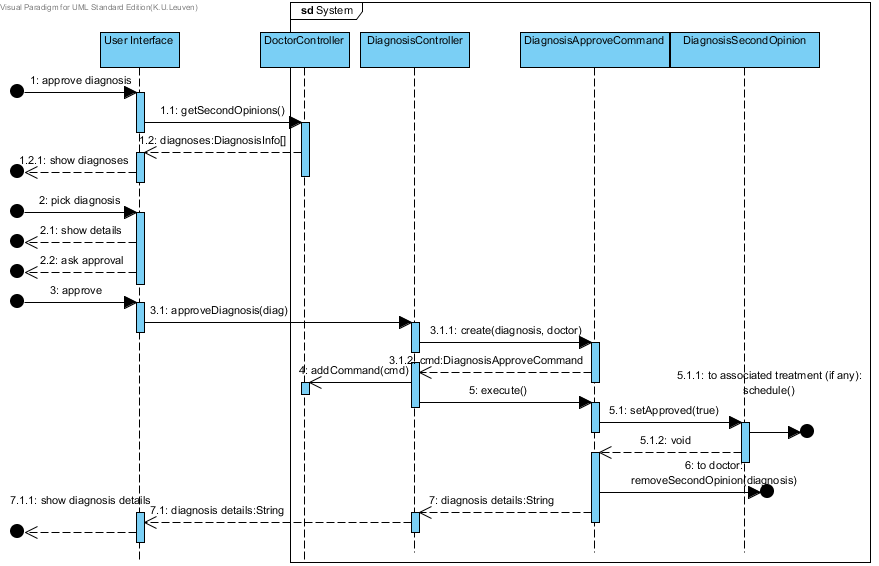 Visual Paradigm for UML Standard Edition(K.U.Leuven)
sd System
User Interface
DoctorController
DiagnosisController
DiagnosisApproveCommand
DiagnosisSecondOpinion
1: approve diagnosis
1.1: getSecondOpinions()
1.2: diagnoses:DiagnosisInfo[]
1.2.1: show diagnoses
2: pick diagnosis
2.1: show details
2.2: ask approval
3: approve
3.1: approveDiagnosis(diag)
3.1.1: create(diagnosis, doctor)
3.1.2: cmd:DiagnosisApproveCommand
4: addCommand(cmd)
5: execute()
5.1: setApproved(true)
5.1.1: to associated treatment (if any):
schedule()
5.1.2: void
6: to doctor:
removeSecondOpinion(diagnosis)
7: diagnosis details:String
7.1: diagnosis details:String
7.1.1: show diagnosis details